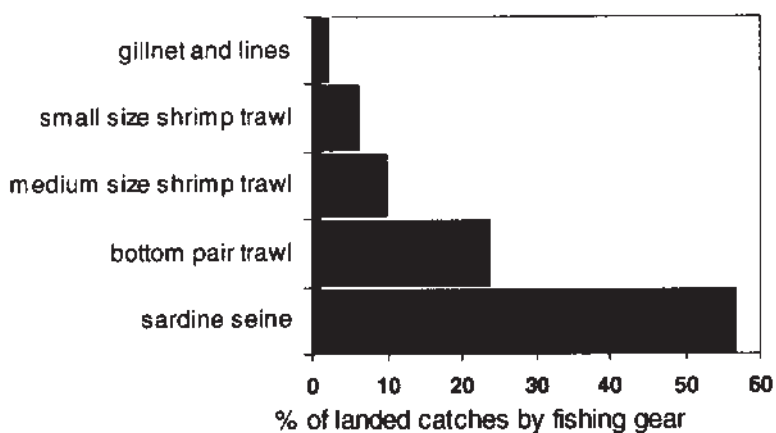 gillnet and lines
small size shrimp trawl
medium size shrimp trawl
bottom pair trawl
sardine seine
0 10 20 30 40 50 60
% of landed catches by fishing gear